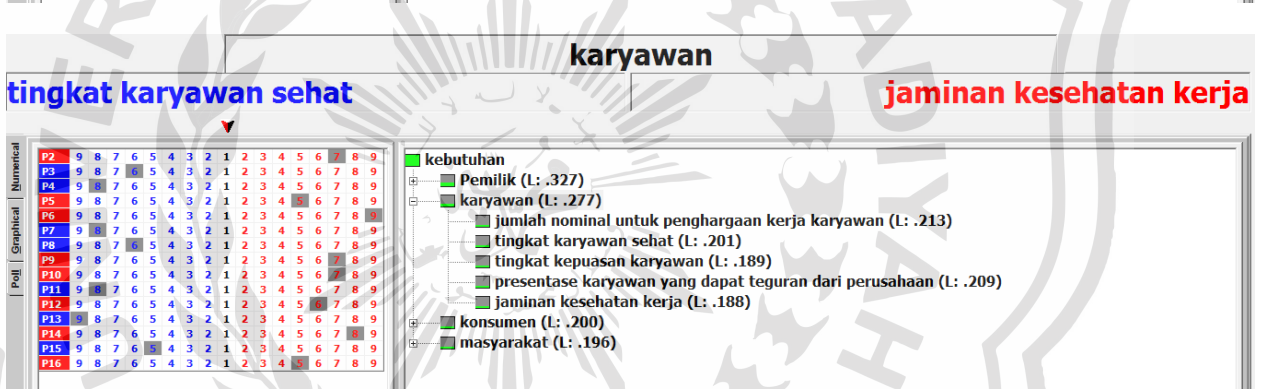 karyawan
tingkat karyawan sehat
jaminan kesehatan kerja
Numerical
Graphical
Poll
P2 9 8 7 6 5 4 3 2 1 2 3 4 5 6 7 8 9
P3 9 8 7 6 5 4 3 2 1 2 3 4 5 6 7 8 9
P4 9 8 7 6 5 4 3 2 1 2 3 4 5 6 7 8 9
P5 9 8 7 6 5 4 3 2 1 2 3 4 5 6 7 8 9
P6 9 8 7 6 5 4 3 2 1 2 3 4 5 6 7 8 9
P7 9 8 7 6 5 4 3 2 1 2 3 4 5 6 7 8 9
P8 9 8 7 6 5 4 3 2 1 2 3 4 5 6 7 8 9
P9 9 8 7 6 5 4 3 2 1 2 3 4 5 6 7 8 9
P10 9 8 7 6 5 4 3 2 1 2 3 4 5 6 7 8 9
P11 9 8 7 6 5 4 3 2 1 2 3 4 5 6 7 8 9
P12 9 8 7 6 5 4 3 2 1 2 3 4 5 6 7 8 9
P13 9 8 7 6 5 4 3 2 1 2 3 4 5 6 7 8 9
P14 9 8 7 6 5 4 3 2 1 2 3 4 5 6 7 8 9
P15 9 8 7 6 5 4 3 2 1 2 3 4 5 6 7 8 9
P16 9 8 7 6 5 4 3 2 1 2 3 4 5 6 7 8 9
kebutuhan
Pemilik (L: .327)
karyawan (L: .277)
jumlah nominal untuk penghargaan kerja karyawan (L: .213)
tingkat karyawan sehat (L: .201)
tingkat kepuasan karyawan (L: .189)
presentase karyawan yang dapat teguran dari perusahaan (L: .209)
jaminan kesehatan kerja (L: .188)
konsumen (L: .200)
masyarakat (L: .196)